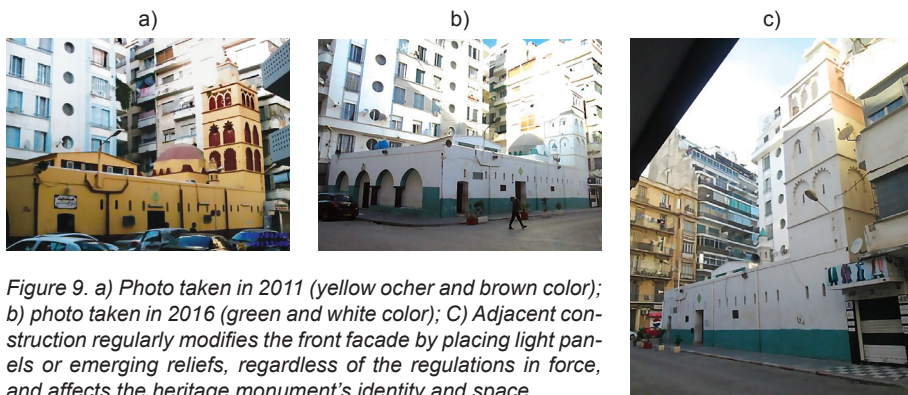 a)
b)
c)
Figure 9. a) Photo taken in 2011 (yellow ocher and brown color);
b) photo taken in 2016 (green and white color); C) Adjacent con-
struction regularly modifies the front facade by placing light pan-
els or emerging reliefs, regardless of the regulations in force,
and affects the heritage monument's identity and space.